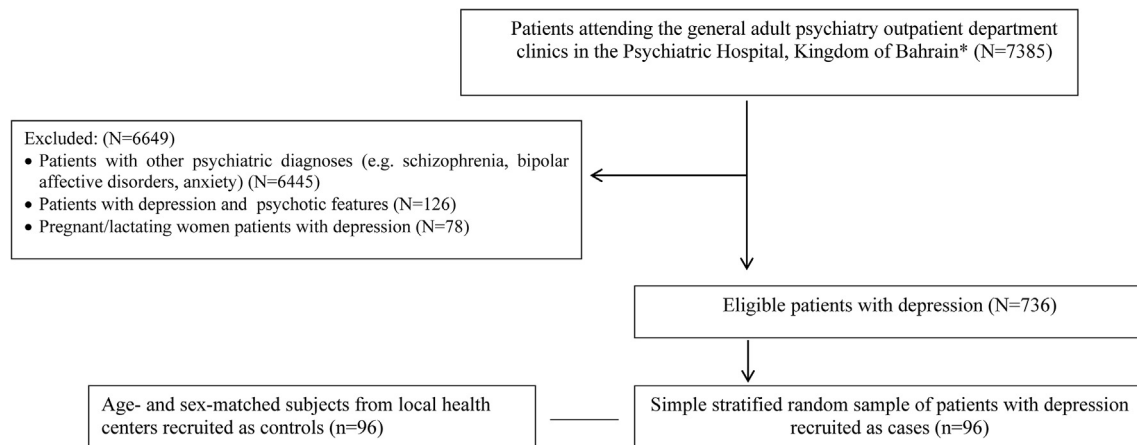 Patients attending the general adult psychiatry outpatient department
clinics in the Psychiatric Hospital, Kingdom of Bahrain* (N=7385)
Excluded: (N=6649)
• Patients with other psychiatric diagnoses (e.g. schizophrenia, bipolar
affective disorders, anxiety) (N=6445)
• Patients with depression and psychotic features (N=126)
• Pregnant/lactating women patients with depression (N=78)
Eligible patients with depression (N=736)
Age- and sex-matched subjects from local health
centers recruited as controls (n=96)
Simple stratified random sample of patients with depression
recruited as cases (n=96)